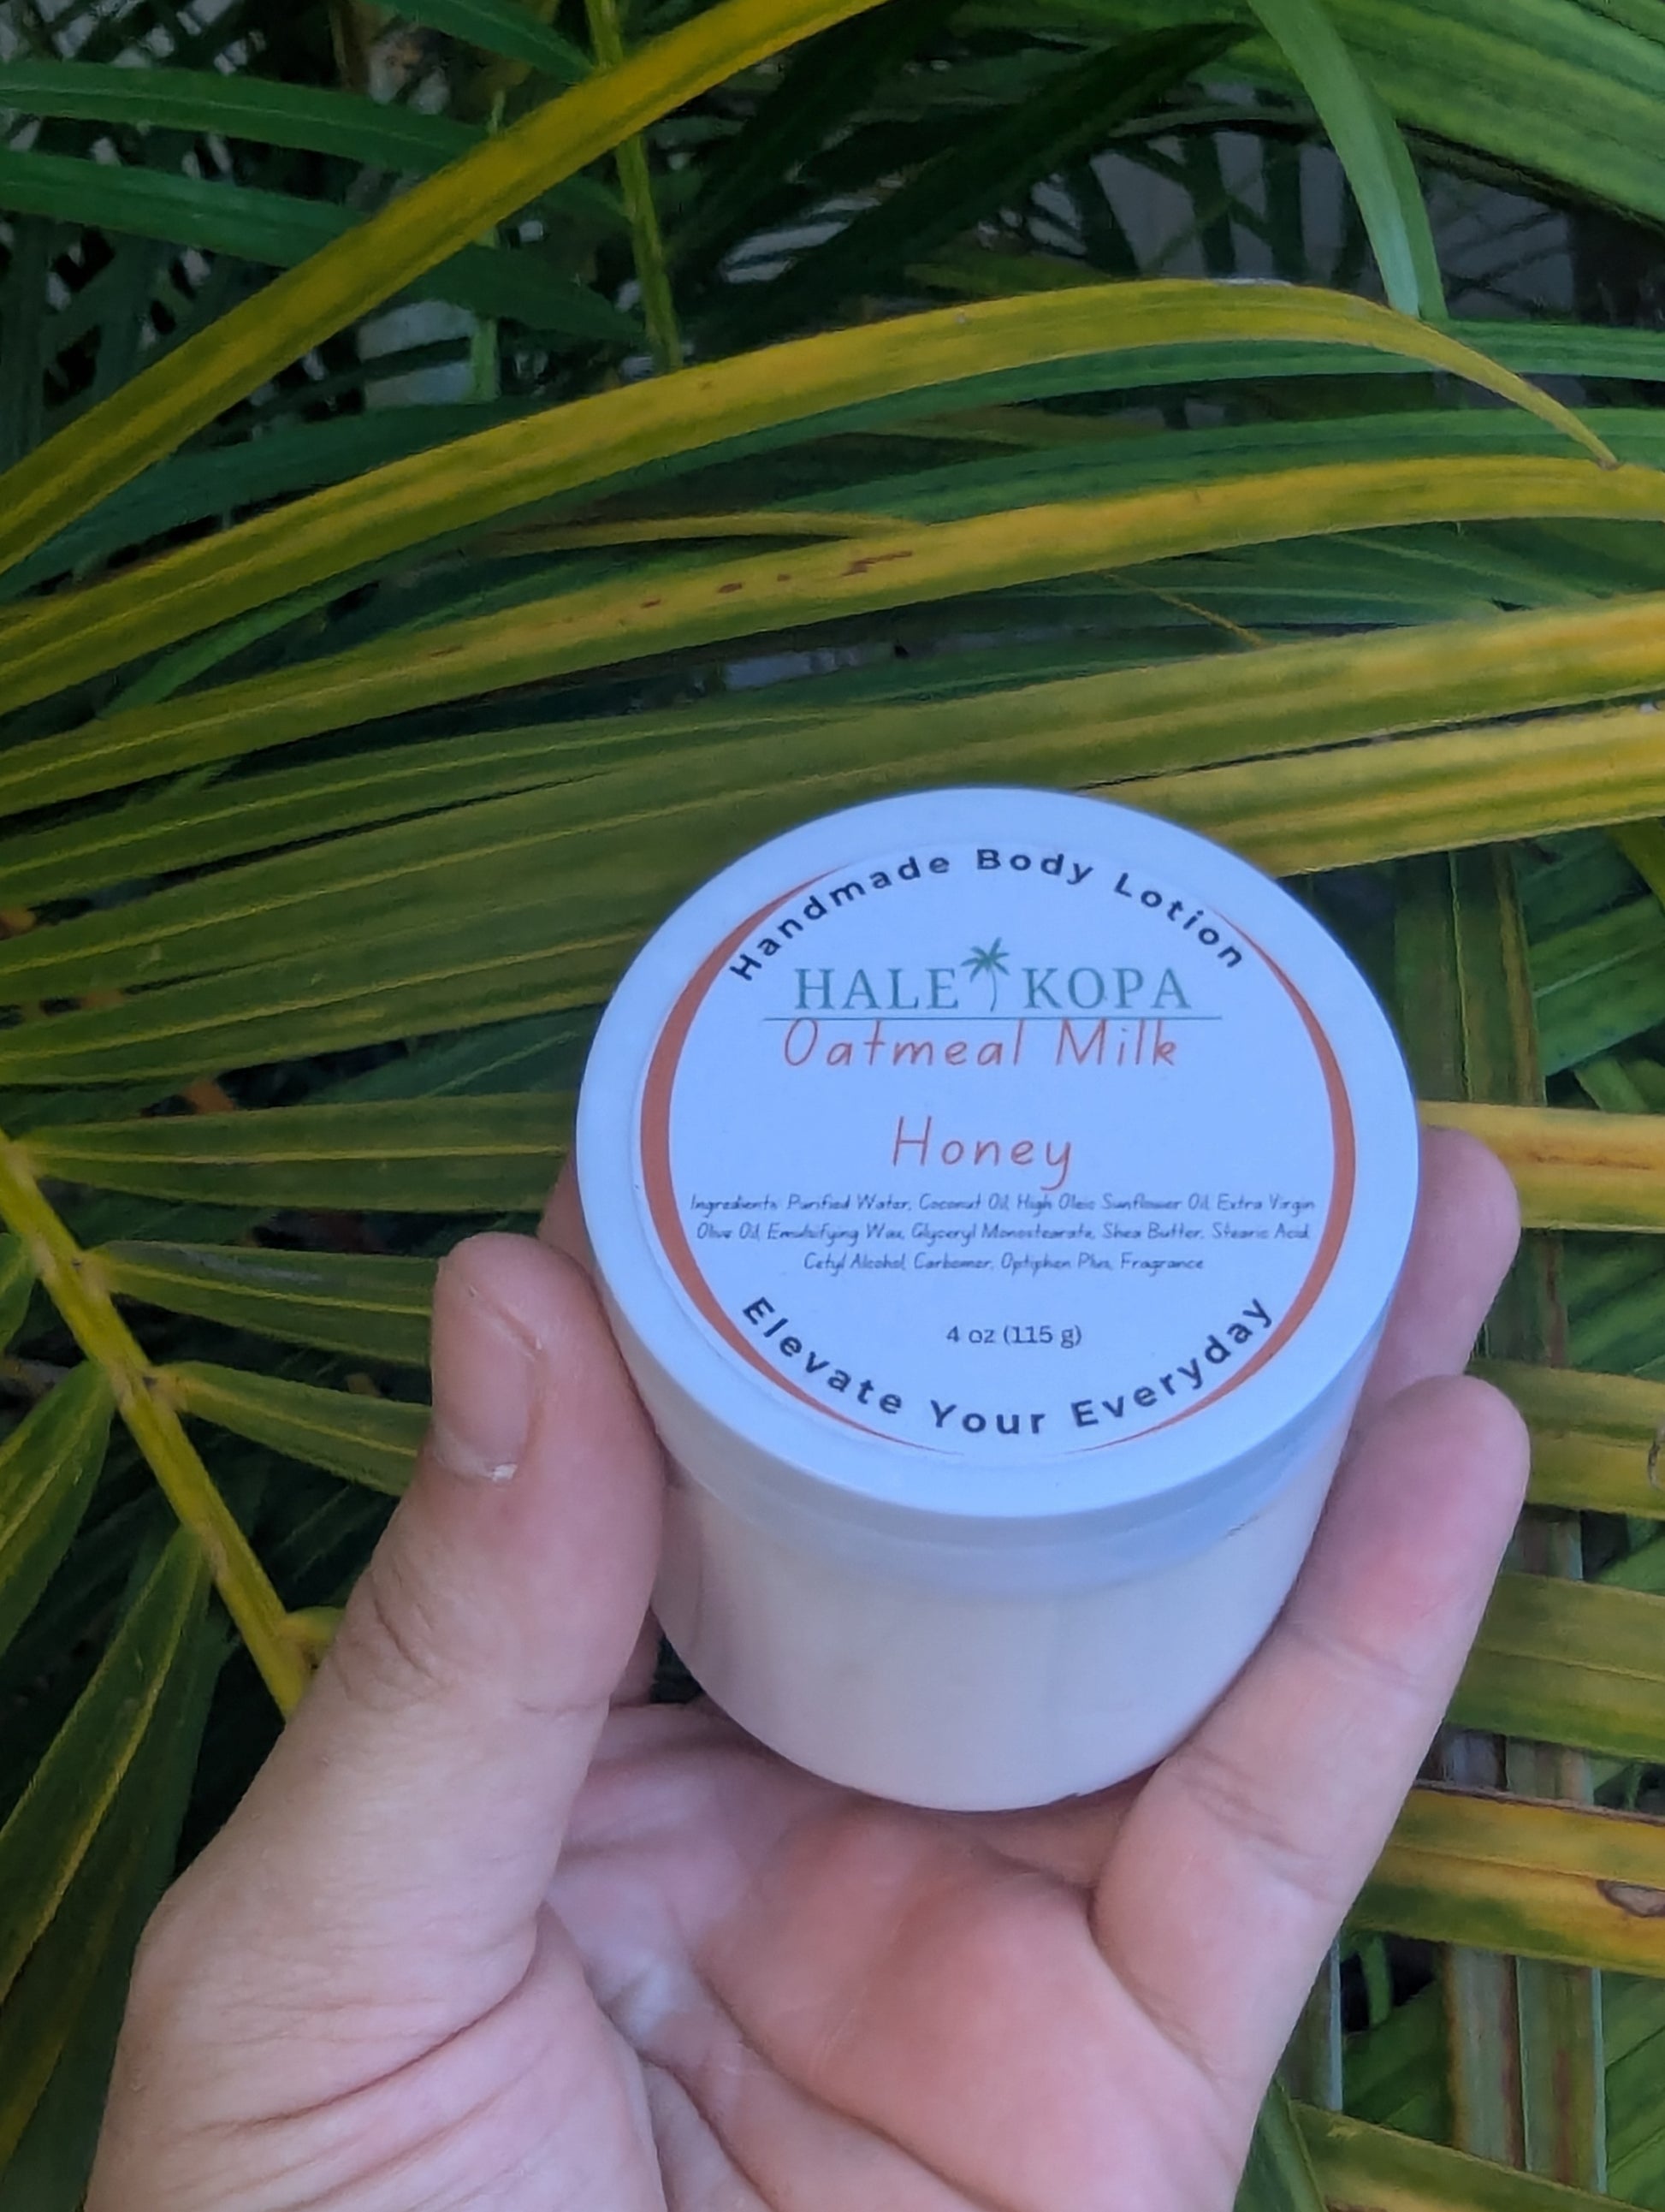 Handmade Body Lotion
HALE KOPA
Oatmeal Milk
Honey
Ingredients: Purified Water, Coconut Oil, High Oleic Sunflower Oil, Extra Virgin
Olive Oil, Emulsifying Wax, Glyceryl Monostearate, Shea Butter, Stearic Acid,
Cetyl Alcohol, Carbomer, Optiphen Plus, Fragrance
4 oz (115 g)
Elevate Your Everyday